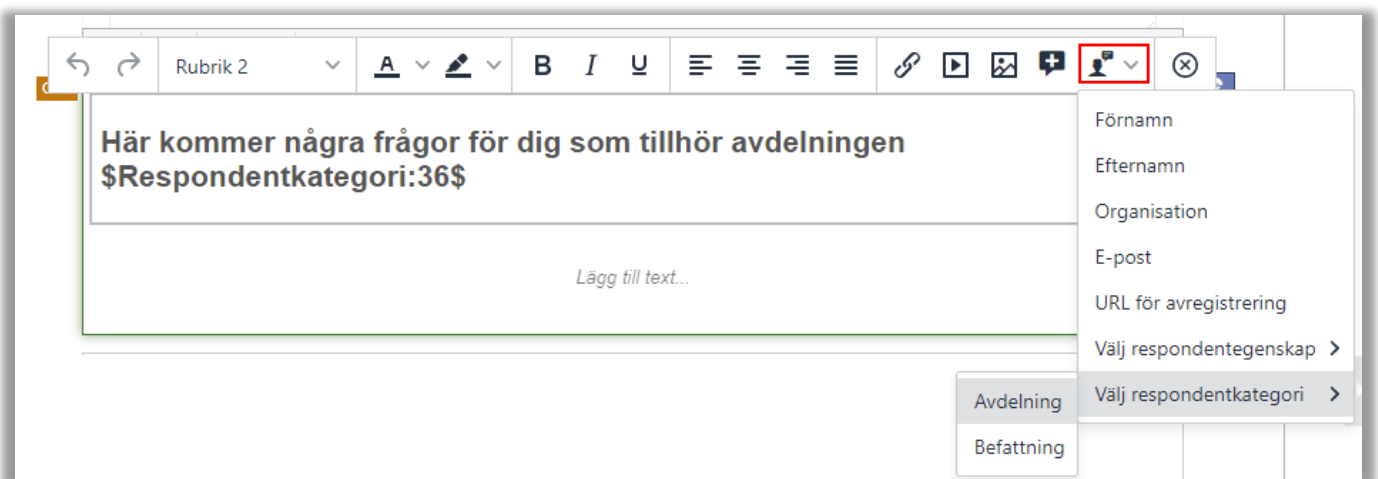 Rubrik 2
A
B I U
Här kommer några frågor för dig som tillhör avdelningen
$Respondentkategori:36$
Lägg till text...
Förnamn
Efternamn
Organisation
E-post
URL för avregistrering
Välj respondentegenskap
Välj respondentkategori
Avdelning
Befattning